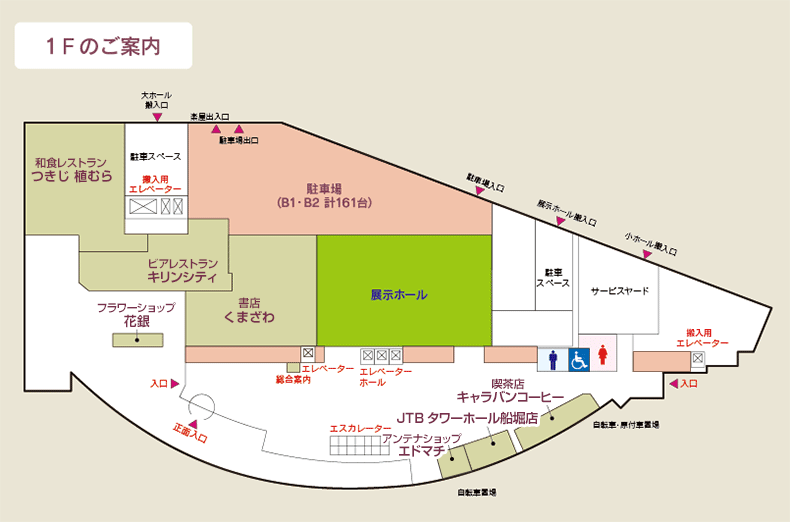 1Fのご案内
大ホール
搬入口
楽屋出入口
駐車場出口
和食レストラン
つきじ 植むら
駐車スペース
搬入用
エレベーター
駐車場
(B1・B2 計161台)
駐車場入口
展示ホール搬入口
小ホール搬入口
ビアレストラン
キリンシティ
書店
くまざわ
展示ホール
駐車
スペース
サービスヤード
フラワーショップ
花銀
搬入用
エレベーター
総合案内
エレベーター
エレベーター
ホール
入口
入口
喫茶店
キャラバンコーヒー
JTB タワーホール船堀店
正面入口
エスカレーター
アンテナショップ
エドマチ
自転車・原付車置場
自転車置場